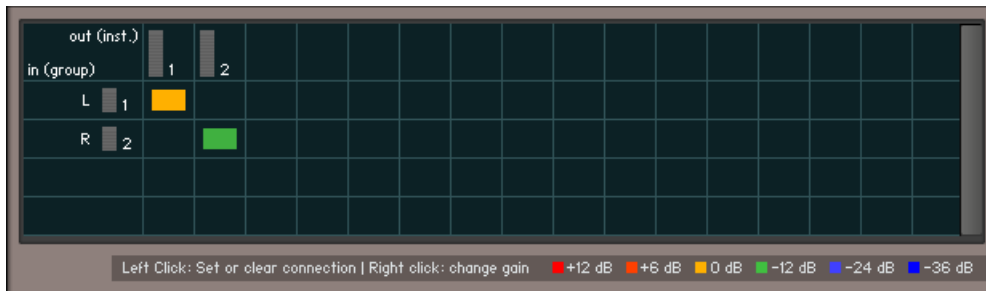 out (inst.)
in (group) 1 2
L 1
R 2
Left Click: Set or clear connection | Right click: change gain +12 dB +6 dB 0 dB -12 dB -24 dB -36 dB